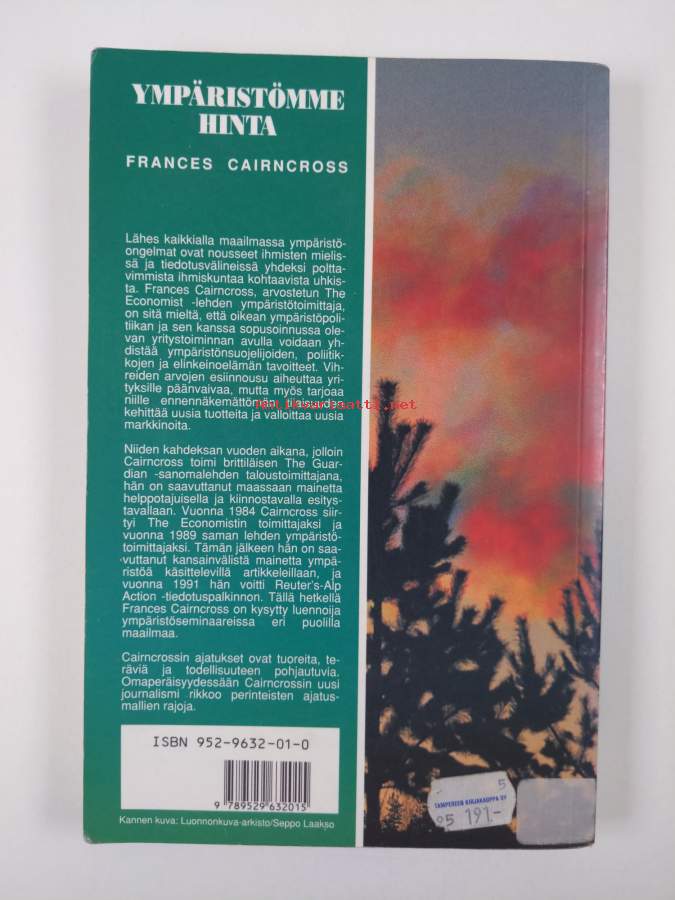 YMPÄRISTÖMME
HINTA
FRANCES CAIRNCROSS
Lähes kaikkialla maailmassa ympäristö-
ongelmat ovat nousseet ihmisten mielis-
sä ja tiedotusvälineissä yhdeksi poltta-
vimmista ihmiskuntaa kohtaavista uhkis-
ta. Frances Cairncross, arvostetun The
Economist -lehden ympäristötoimittaja,
on sitä mieltä, että oikean ympäristöpoli-
tiikan ja sen kanssa sopusoinnussa ole-
van yritystoiminnan avulla voidaan yh-
distää ympäristönsuojelijoiden, poliitik-
kojen ja elinkeinoelämän tavoitteet. Vih-
reiden arvojen esiinnousu aiheuttaa yri-
tyksille päänvaivaa, mutta myös tarjoaa
niille ennennäkemättömän tilaisuuden
kehittää uusia tuotteita ja valloittaa uusia
markkinoita.
Antikvariaatti.net
Niiden kahdeksan vuoden aikana, jolloin
Cairncross toimi brittiläisen The Guar-
dian -sanomalehden taloustoimittajana,
hän on saavuttanut maassaan mainetta
helppotajuisella ja kiinnostavalla esitys-
tavallaan. Vuonna 1984 Cairncross siir-
tyi The Economistin toimittajaksi ja
vuonna 1989 saman lehden ympäristö-
toimittajaksi. Tämän jälkeen hän on saa-
vuttanut kansainvälistä mainetta ympä-
ristöä käsittelevillä artikkeleillaan, ja
vuonna 1991 hän voitti Reuter's-Alp
Action -tiedotuspalkinnon. Tällä hetkellä
Frances Cairncross on kysytty luennoija
ympäristöseminaareissa eri puolilla
maailmaa.
Cairncrossin ajatukset ovat tuoreita, te-
räviä ja todellisuuteen pohjautuvia.
Omaperäisyydessään Cairncrossin uusi
journalismi rikkoo perinteisten ajatus-
mallien rajoja.
ISBN 952-9632-01-0
9 789529 632015
Kannen kuva: Luonnonkuva-arkisto/Seppo Laakso
5
TAMPEREEN KIRJAKAUPPA OY
95 191.-